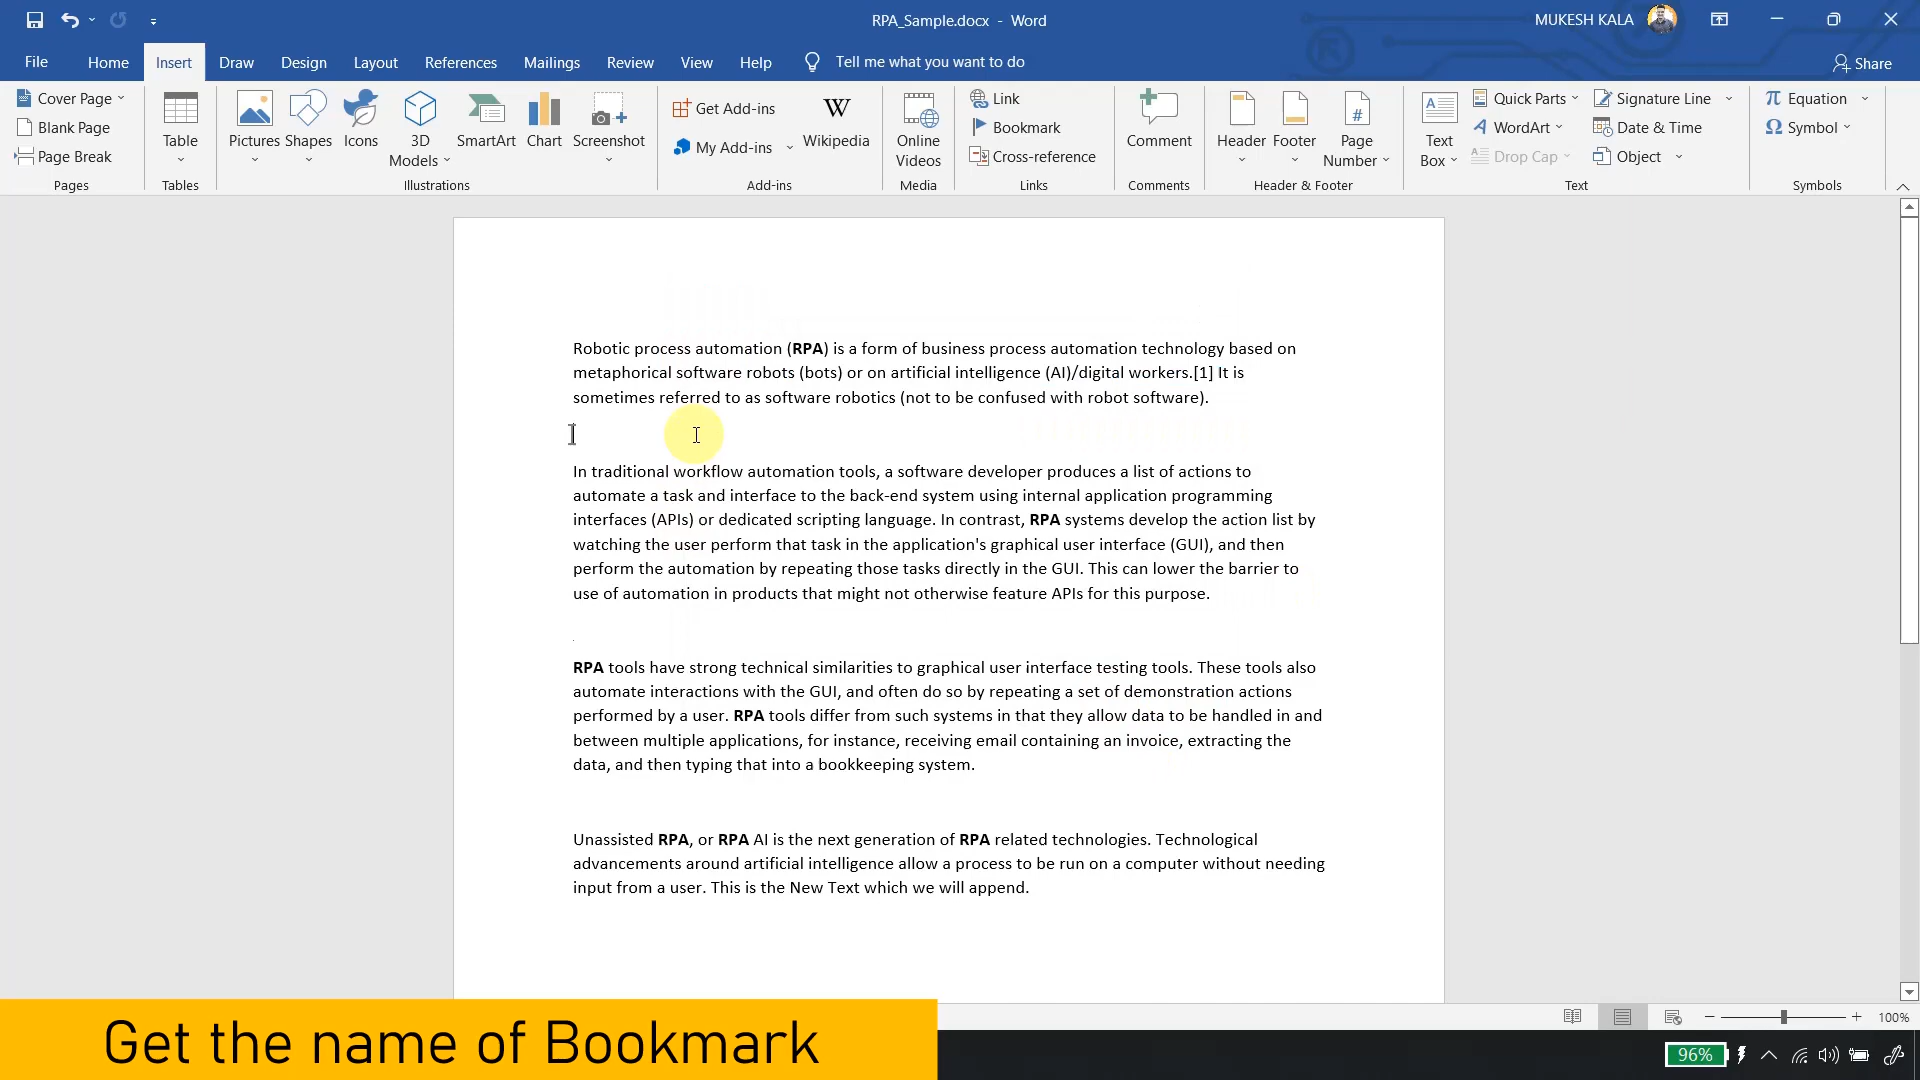 RPA_Sample.docx - Word
MUKESH KALA
File Home Insert Draw Design Layout References Mailings Review View Help Tell me what you want to do
Share
Cover Page
Blank Page
Page Break
Pages
Table
Tables
Pictures
Shapes
Icons
3D
Models
SmartArt
Chart
Screenshot
Illustrations
Get Add-ins
My Add-ins
W
Wikipedia
Add-ins
Online
Videos
Media
Link
Bookmark
Cross-reference
Links
Comment
Comments
Header
Footer
Page
Number
Header & Footer
Text
Box
Quick Parts
WordArt
Drop Cap
Signature Line
Date & Time
Object
Text
Equation
Symbol
Symbols
Robotic process automation (RPA) is a form of business process automation technology based on
metaphorical software robots (bots) or on artificial intelligence (AI)/digital workers.[1] It is
sometimes referred to as software robotics (not to be confused with robot software).
In traditional workflow automation tools, a software developer produces a list of actions to
automate a task and interface to the back-end system using internal application programming
interfaces (APIs) or dedicated scripting language. In contrast, RPA systems develop the action list by
watching the user perform that task in the application's graphical user interface (GUI), and then
perform the automation by repeating those tasks directly in the GUI. This can lower the barrier to
use of automation in products that might not otherwise feature APIs for this purpose.
RPA tools have strong technical similarities to graphical user interface testing tools. These tools also
automate interactions with the GUI, and often do so by repeating a set of demonstration actions
performed by a user. RPA tools differ from such systems in that they allow data to be handled in and
between multiple applications, for instance, receiving email containing an invoice, extracting the
data, and then typing that into a bookkeeping system.
Unassisted RPA, or RPA AI is the next generation of RPA related technologies. Technological
advancements around artificial intelligence allow a process to be run on a computer without needing
input from a user. This is the New Text which we will append.
100%
Get the name of Bookmark
96%